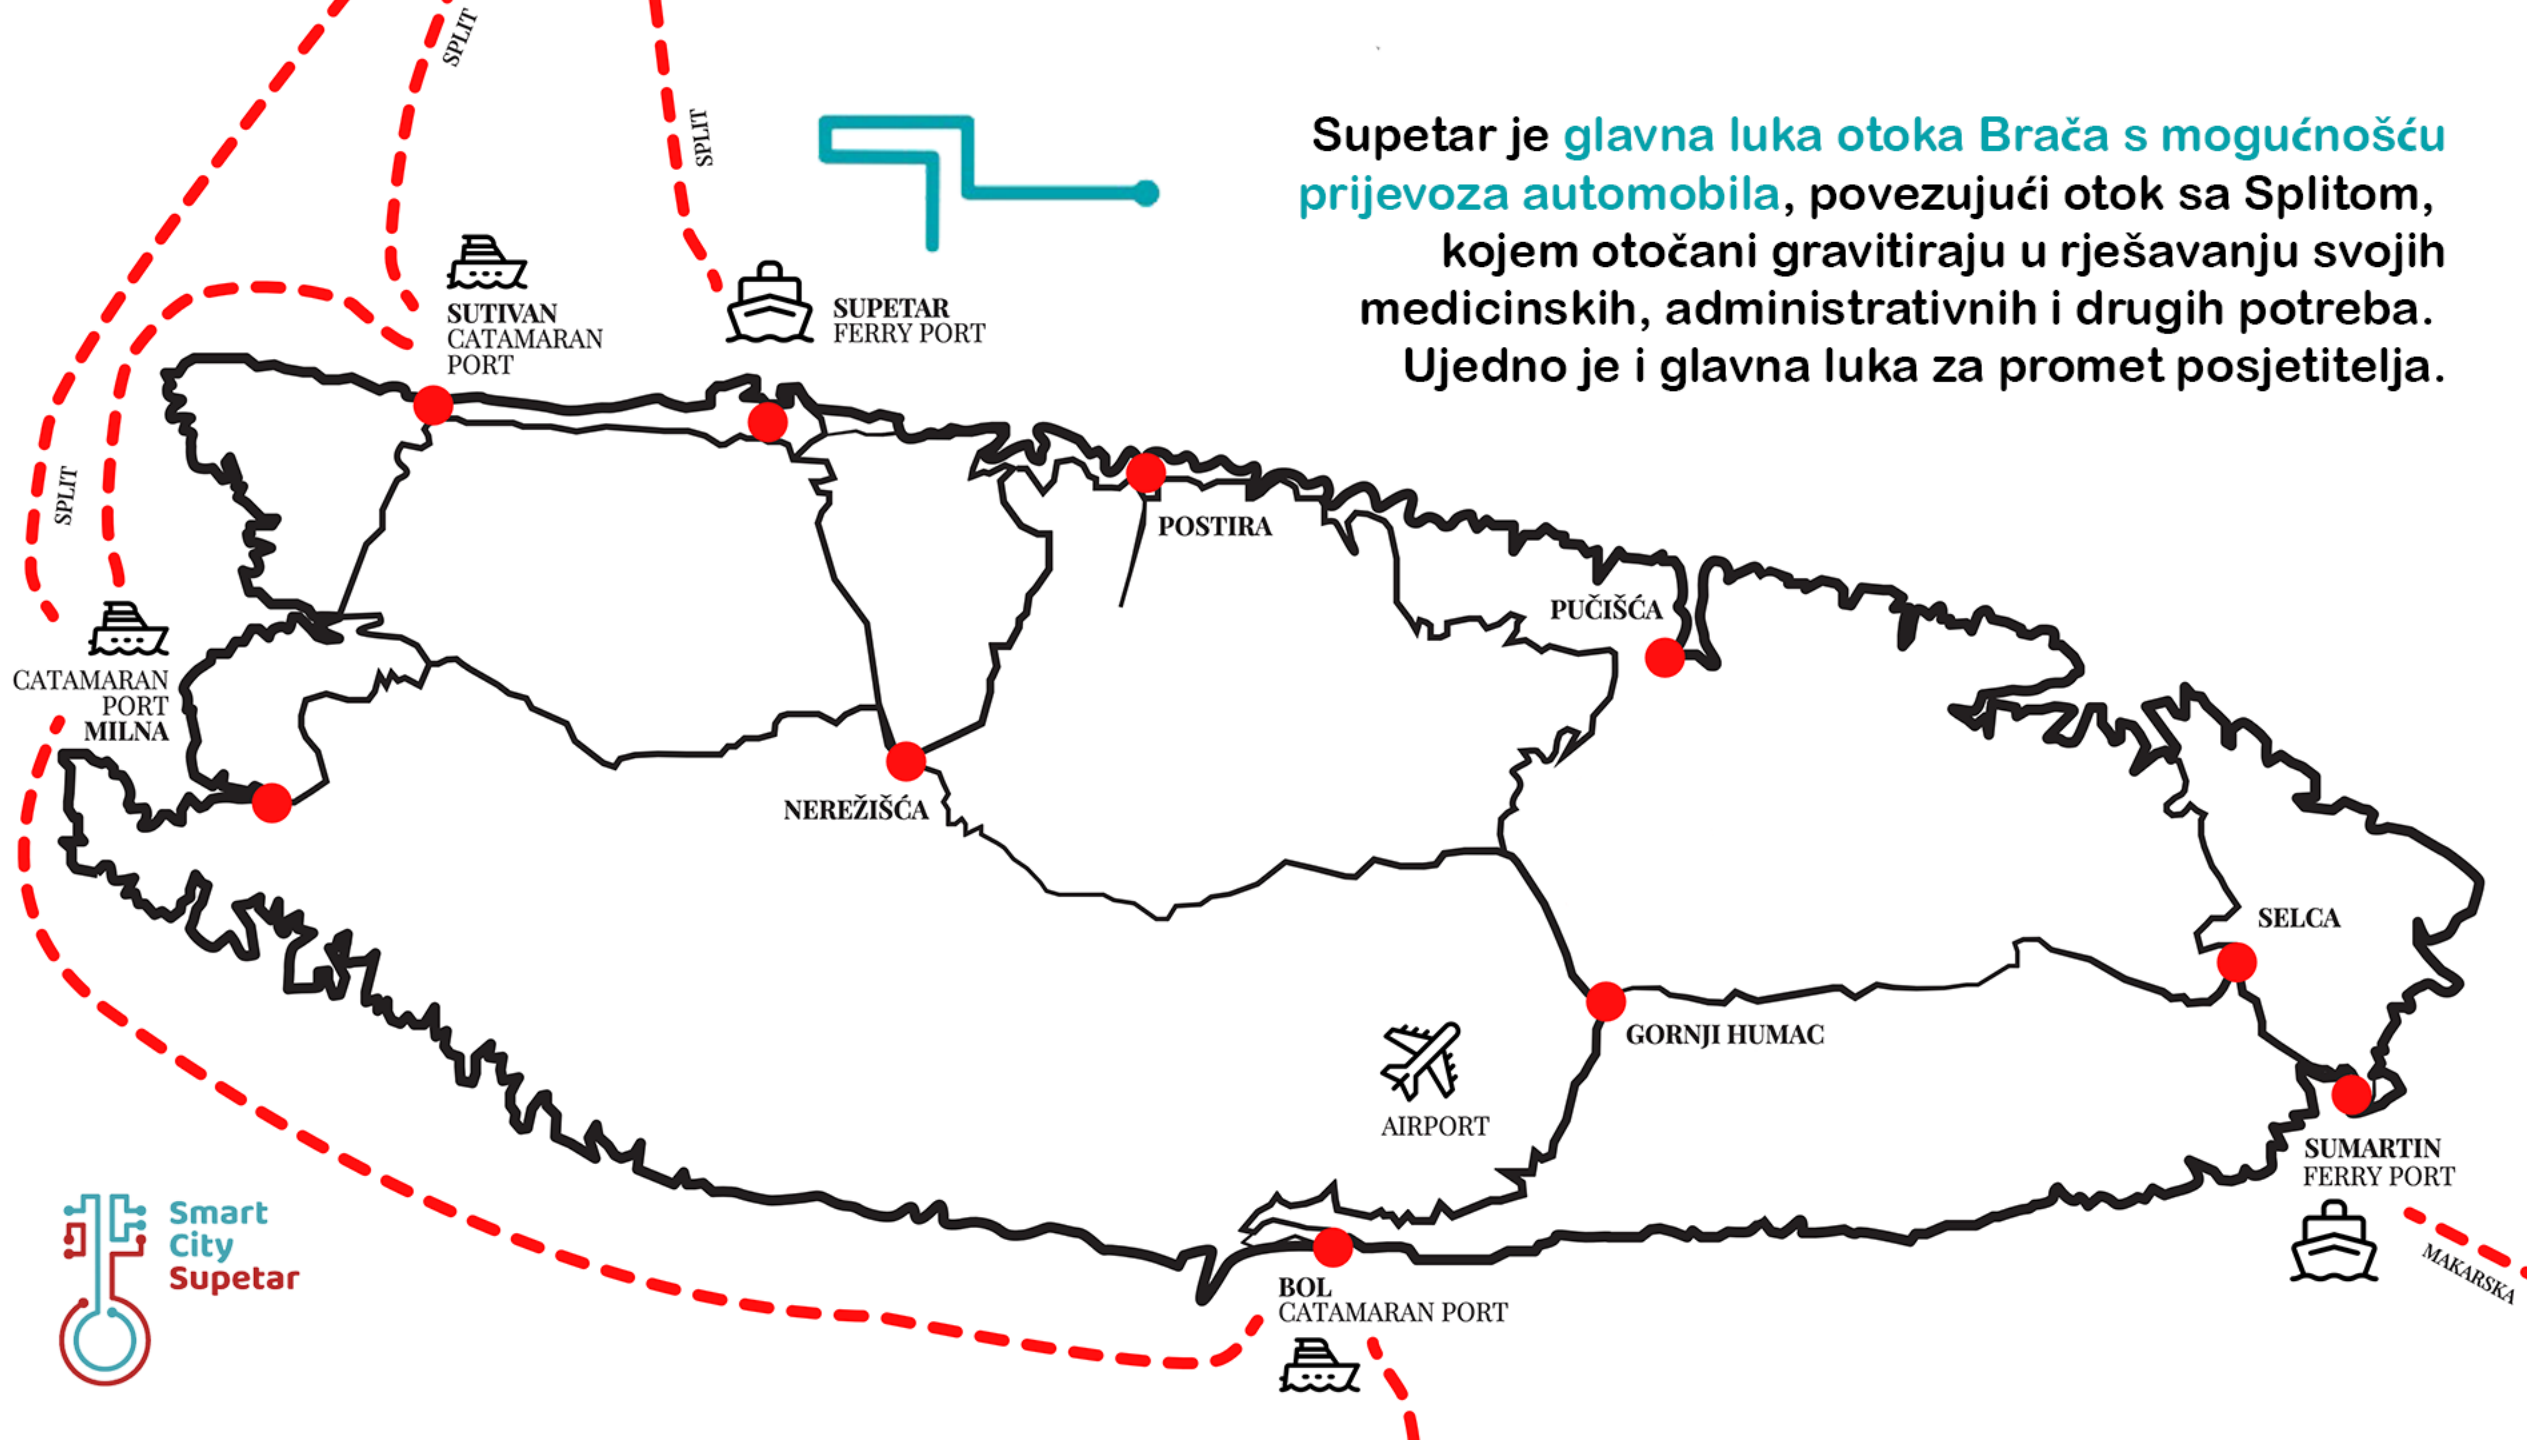 SPLIT
SPLIT
Supetar je glavna luka otoka Brača s mogućnošću
prijevoza automobila, povezujući otok sa Splitom,
kojem otočani gravitiraju u rješavanju svojih
medicinskih, administrativnih i drugih potreba.
Ujedno je i glavna luka za promet posjetitelja.
SUTIVAN
CATAMARAN
PORT
SUPETAR
FERRY PORT
SPLIT
POSTIRA
PUČIŠĆA
CATAMARAN
PORT
MILNA
NEREŽIŠĆA
SELCA
GORNJI HUMAC
AIRPORT
SUMARTIN
FERRY PORT
MAKARSKA
BOL
CATAMARAN PORT
Smart
City
Supetar